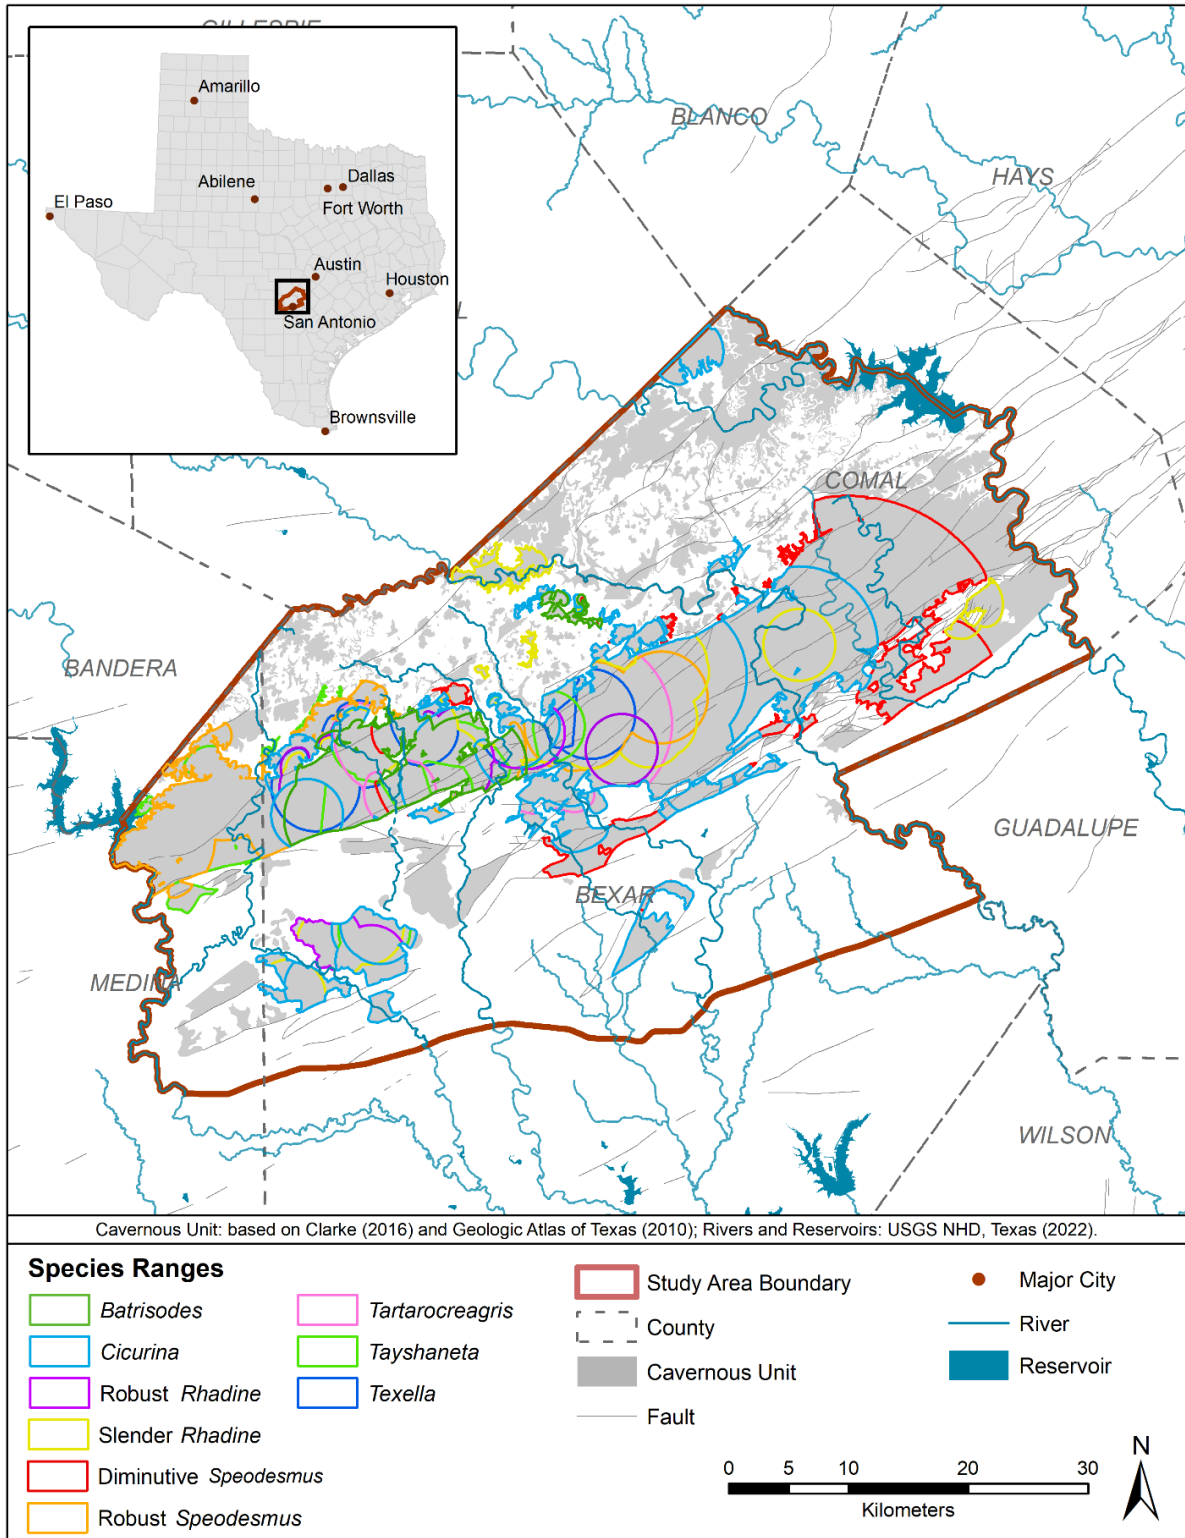 GILLESPIE
Amarillo
Abilene
Dallas
Fort Worth
El Paso
Austin
Houston
San Antonio
Brownsville
BLANCO
HAYS
COMAL
BANDERA
GUADALUPE
BEXAR
MEDINA
WILSON
Cavernous Unit: based on Clarke (2016) and Geologic Atlas of Texas (2010); Rivers and Reservoirs: USGS NHD, Texas (2022).
Species Ranges
Batrisodes
Cicurina
Robust Rhadine
Slender Rhadine
Diminutive Speodesmus
Robust Speodesmus
Tartarocreagris
Tayshaneta
Texella
Study Area Boundary
County
Cavernous Unit
Fault
Major City
River
Reservoir
N
0 5 10 20 30
Kilometers